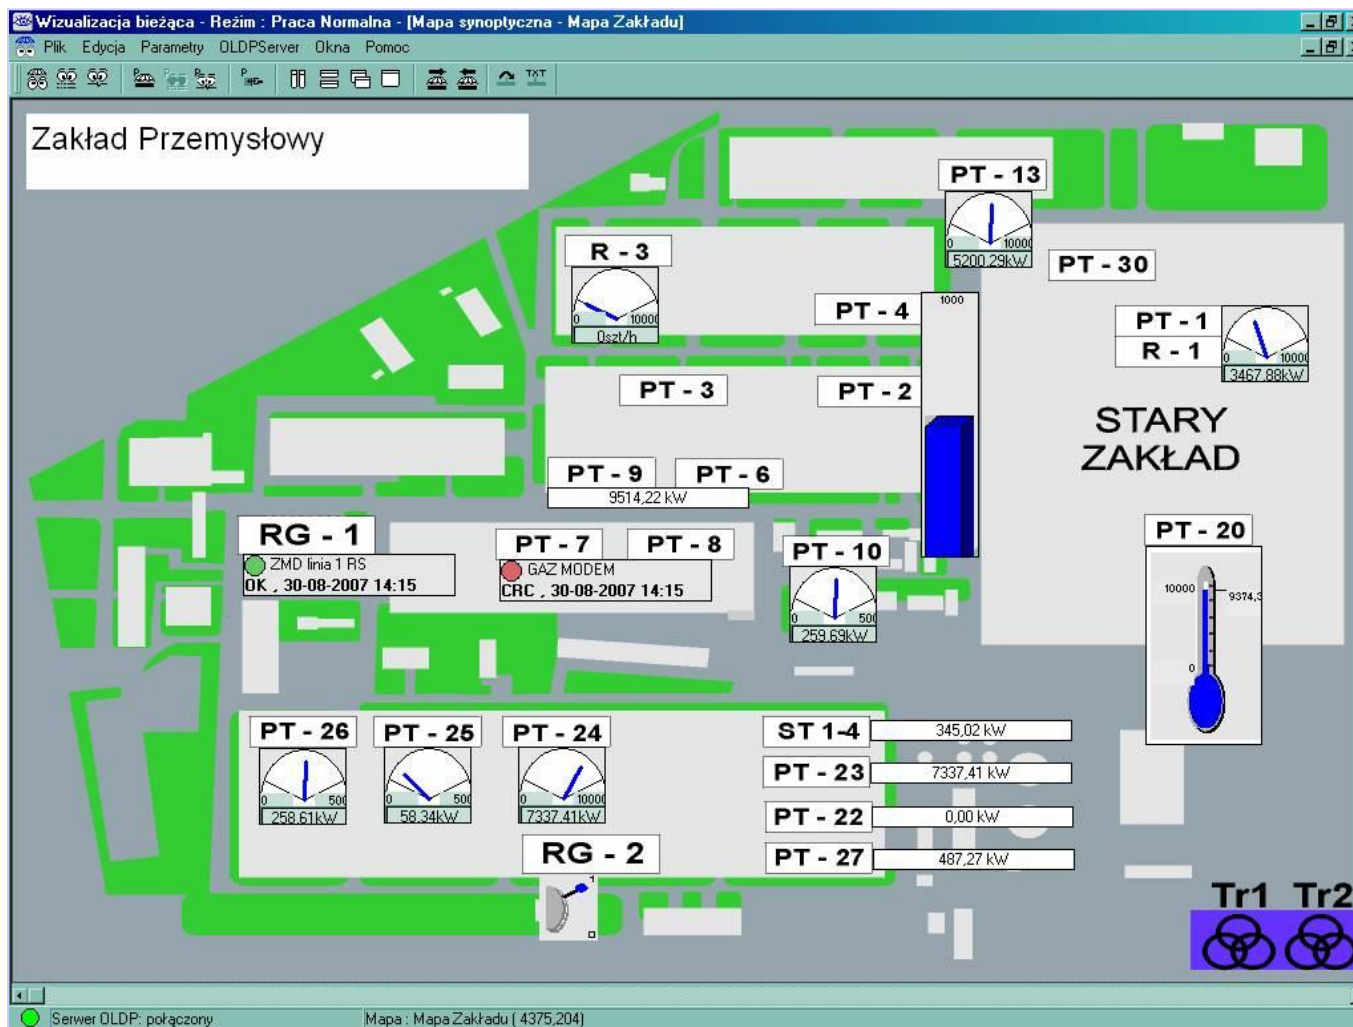 Wizualizacja bieżąca - Reżim : Praca Normalna - [Mapa synoptyczna - Mapa Zakładu]
Plik Edycja Parametry OLDPServer Okna Pomoc
TXT
Zakład Przemysłowy
PT - 13
0 10000
5200.29kW
R - 3
0 10000
0szt/h
PT - 30
PT - 4
1000
PT - 1
R - 1
0 10000
3467.88kW
PT - 3
PT - 2
STARY
ZAKŁAD
PT - 9 PT - 6
9514,22 kW
RG - 1
ZMD linia 1 RS
OK , 30-08-2007 14:15
PT - 7 PT - 8
GAZ MODEM
CRC , 30-08-2007 14:15
PT - 10
0 500
259.69kW
PT - 20
10000 9374,3
0
PT - 26 PT - 25 PT - 24
0 500 0 500 0 10000
258.61kW 58.34kW 7337.41kW
ST 1-4 345,02 kW
PT - 23 7337,41 kW
PT - 22 0,00 kW
PT - 27 487,27 kW
RG - 2
1
Tr1 Tr2
Serwer OLDP: połączony Mapa : Mapa Zakładu ( 4375,204)